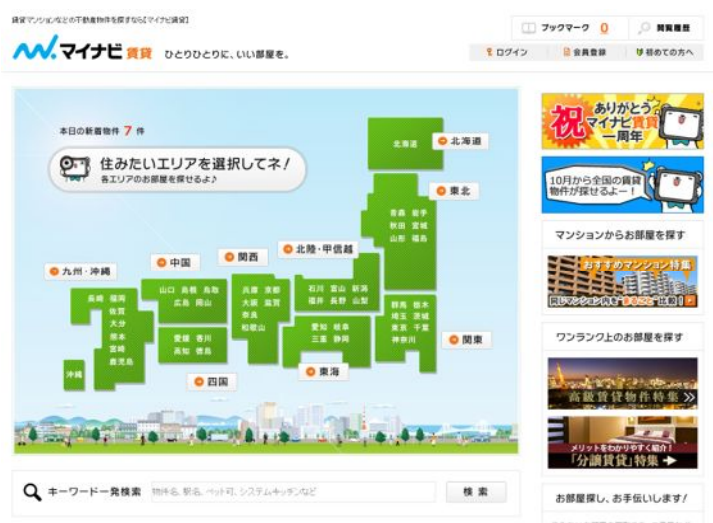 賃貸マンションなどの不動産物件を探すなら【マイナビ賃貸】
ブックマーク 0
閲覧履歴
マイナビ 賃貸
ひとりひとりに、いい部屋を。
ログイン
会員登録
初めての方へ
本日の新着物件 7 件
住みたいエリアを選択してネ!
各エリアのお部屋を探せるよ♪
北海道
北海道
東北
青森 岩手
秋田 宮城
山形 福島
北陸・甲信越
関西
中国
九州・沖縄
石川 富山 新潟
福井 長野 山梨
兵庫 京都
大阪 滋賀
奈良
和歌山
山口 島根 鳥取
広島 岡山
長崎 福岡
佐賀
大分
熊本
宮崎
鹿児島
群馬 栃木
埼玉 茨城
東京 千葉
神奈川
愛知 岐阜
三重 静岡
愛媛 香川
高知 徳島
沖縄
関東
東海
四国
キーワード一発検索
物件名、駅名、ペット可、システムキッチンなど
検索
祝
ありがとう
マイナビ賃貸
一周年
10月から全国の賃貸
物件が探せるよー!
マンションからお部屋を探す
おすすめマンション特集
同じマンション内を"まるごと"比較!
ワンランク上のお部屋を探す
高級賃貸物件特集
メリットをわかりやすく紹介!
「分譲賃貸」特集
お部屋探し、お手伝いします!